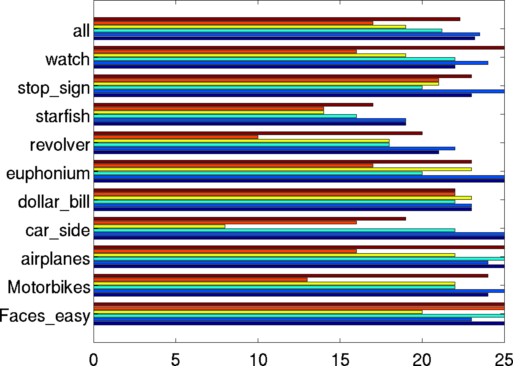 all
watch
stop_sign
starfish
revolver
euphonium
dollar_bill
car_side
airplanes
Motorbikes
Faces_easy
0 5 10 15 20 25